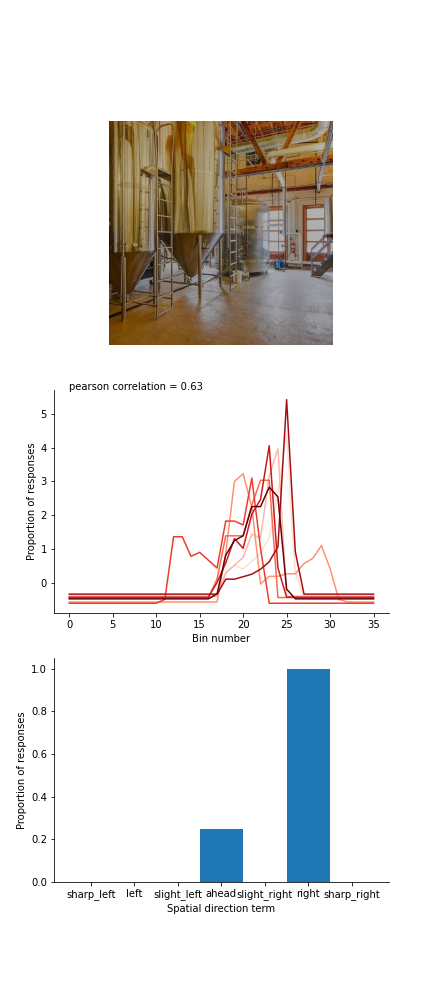 pearson correlation = 0.63
Proportion of responses
5
4
3
2
1
0
0 5 10 15 20 25 30 35
Bin number
Proportion of responses
1.0
0.8
0.6
0.4
0.2
0.0
sharp_left left slight_left ahead slight_right right sharp_right
Spatial direction term